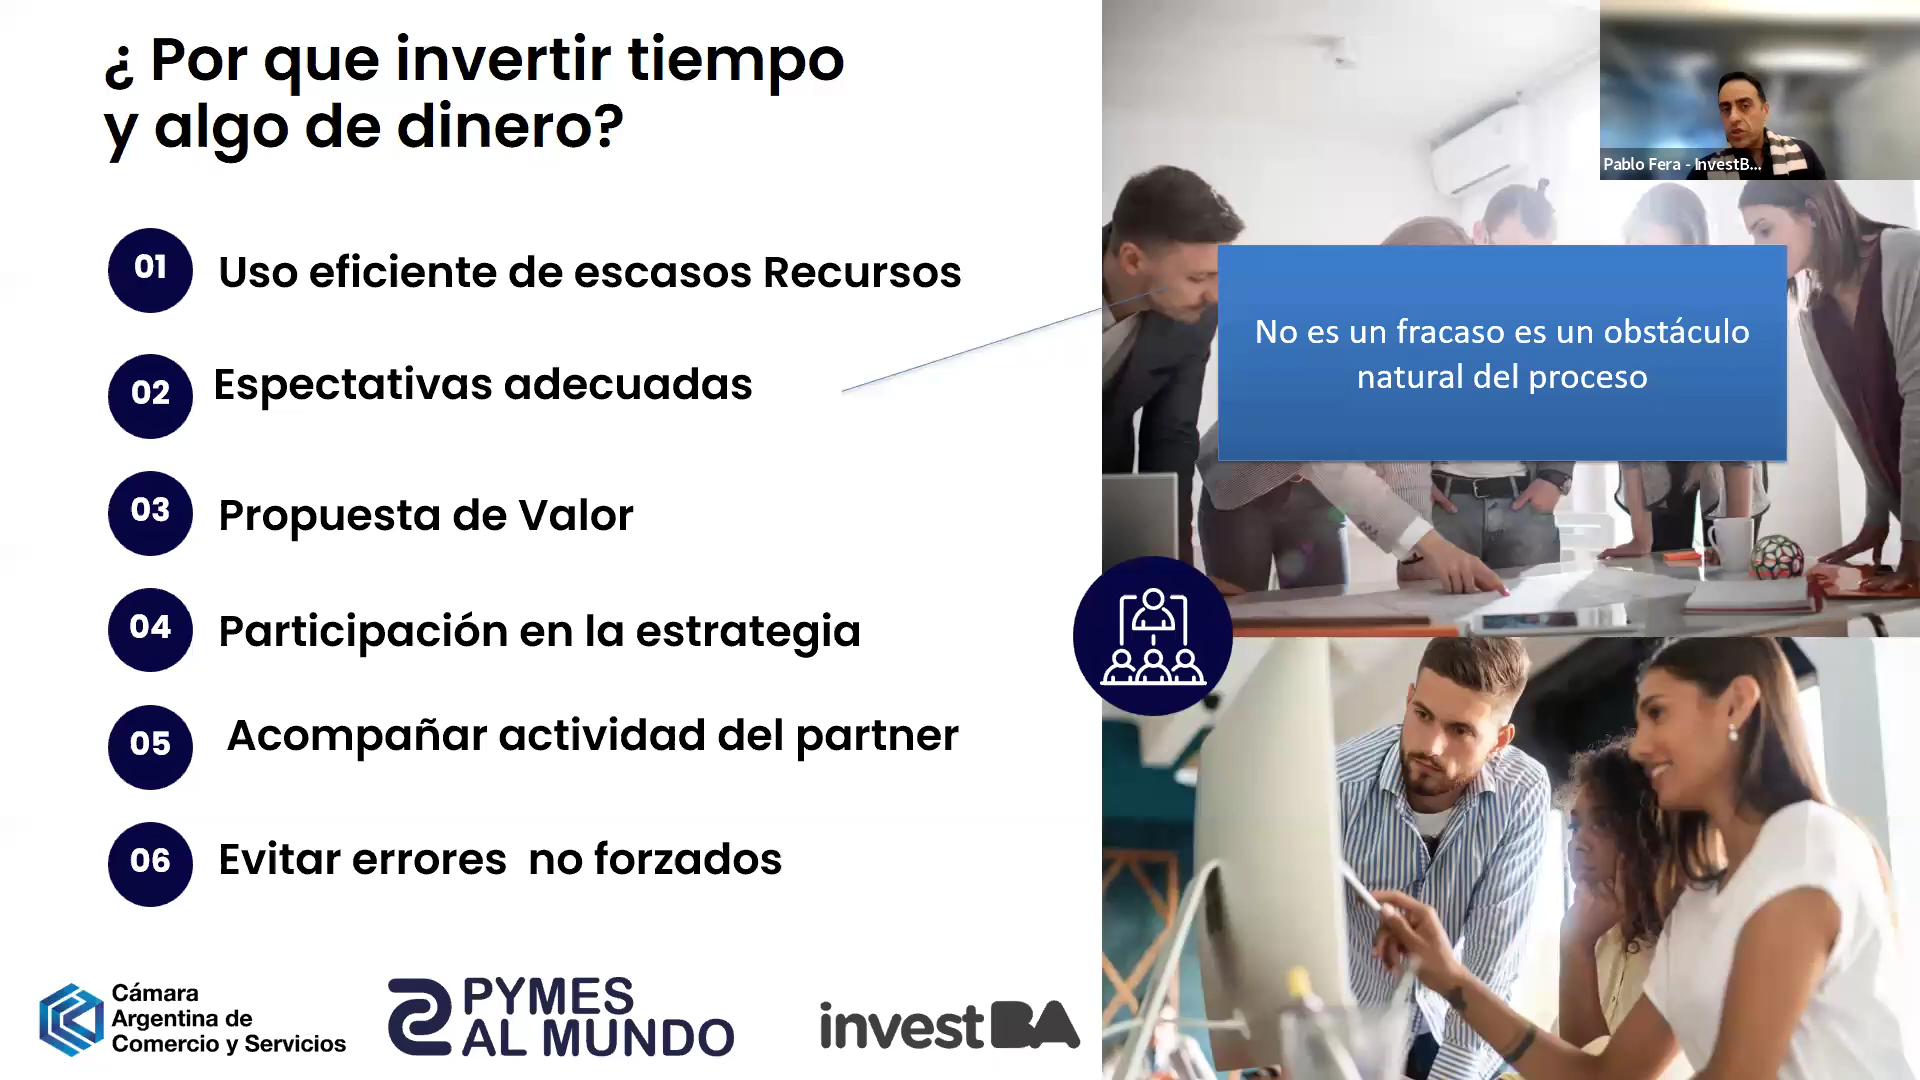 ¿ Por que invertir tiempo
y algo de dinero?
01
Uso eficiente de escasos Recursos
02
Espectativas adecuadas
03
Propuesta de Valor
04
Participación en la estrategia
05
Acompañar actividad del partner
06
Evitar errores  no forzados
No es un fracaso es un obstáculo
natural del proceso
Pablo Fera - InvestB...
Cámara
Argentina de
Comercio y Servicios
PYMES
AL MUNDO
investBA